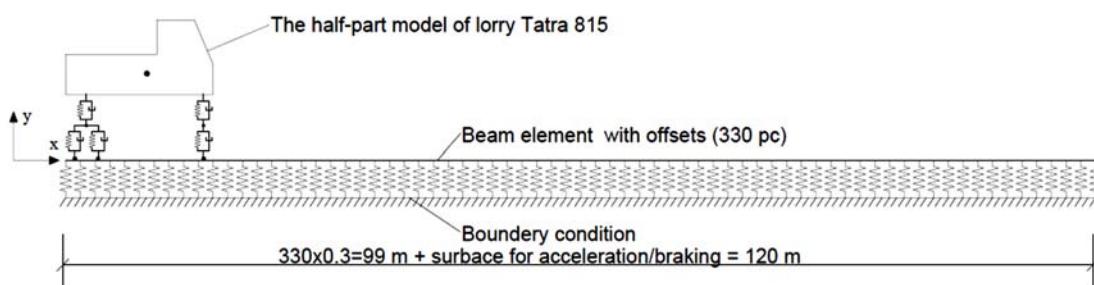 The half-part model of lorry Tatra 815
y
x
Beam element with offsets (330 pc)
Boundery condition
330x0.3=99 m + surbace for acceleration/braking = 120 m